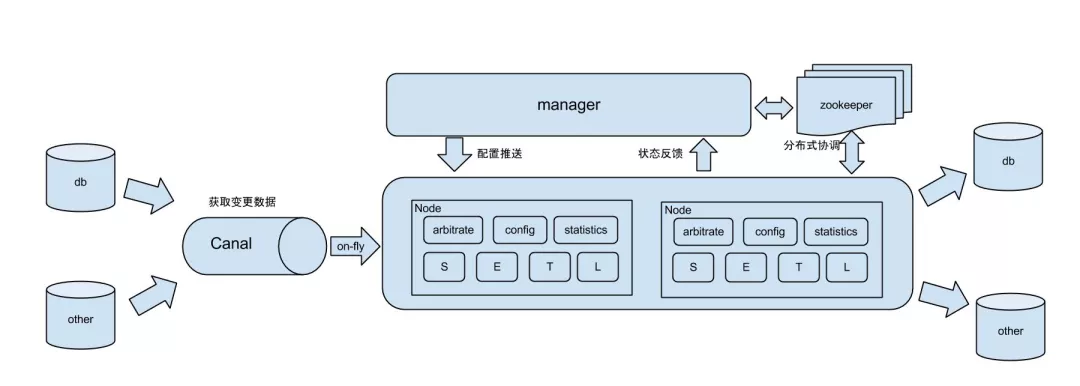 manager
zookeeper
配置推送
状态反馈
分布式协调
db
获取变更数据
Canal
on-fly
other
Node
arbitrate
config
statistics
S
E
T
L
Node
arbitrate
config
statistics
S
E
T
L
db
other